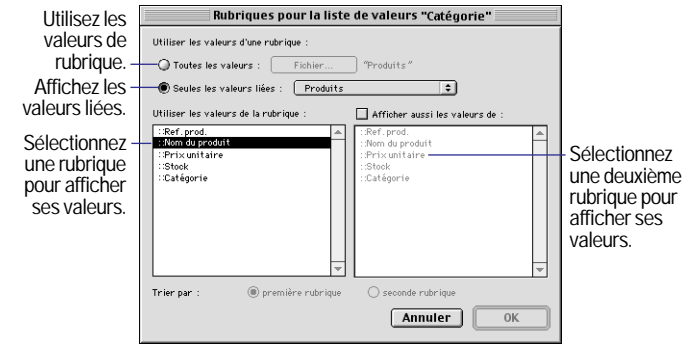 Rubriques pour la liste de valeurs "Catégorie"
Utilisez les
valeurs de
rubrique.
Affichez les
valeurs liées.
Sélectionnez
une rubrique
pour afficher
ses valeurs.
Utiliser les valeurs d'une rubrique :
Toutes les valeurs : Fichier... "Produits"
Seules les valeurs liées : Produits
Utiliser les valeurs de la rubrique :
::Ref. prod.
::Nom du produit
::Prix unitaire
::Stock
::Catégorie
Afficher aussi les valeurs de :
::Ref. prod.
::Nom du produit
::Prix unitaire
::Stock
::Catégorie
Trier par : première rubrique seconde rubrique
Annuler OK
Sélectionnez
une deuxième
rubrique pour
afficher ses
valeurs.